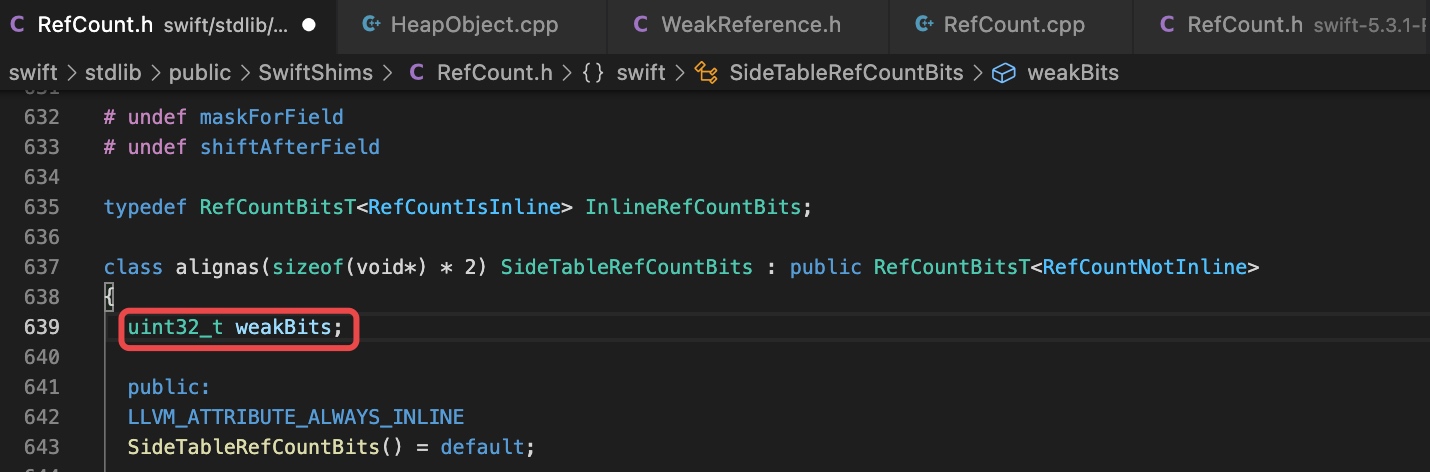 RefCount.h swift/stdlib/... HeapObject.cpp WeakReference.h RefCount.cpp RefCount.h swift-5.3.1-
swift > stdlib > public > SwiftShims > C RefCount.h > {} swift > SideTableRefCountBits > weakBits
631
632 # undef maskForField
633 # undef shiftAfterField
634
635 typedef RefCountBitsT<RefCountIsInline> InlineRefCountBits;
636
637 class alignas(sizeof(void*) * 2) SideTableRefCountBits : public RefCountBitsT<RefCountNotInline>
638 {
639 uint32_t weakBits;
640
641 public:
642 LLVM_ATTRIBUTE_ALWAYS_INLINE
643 SideTableRefCountBits() = default;